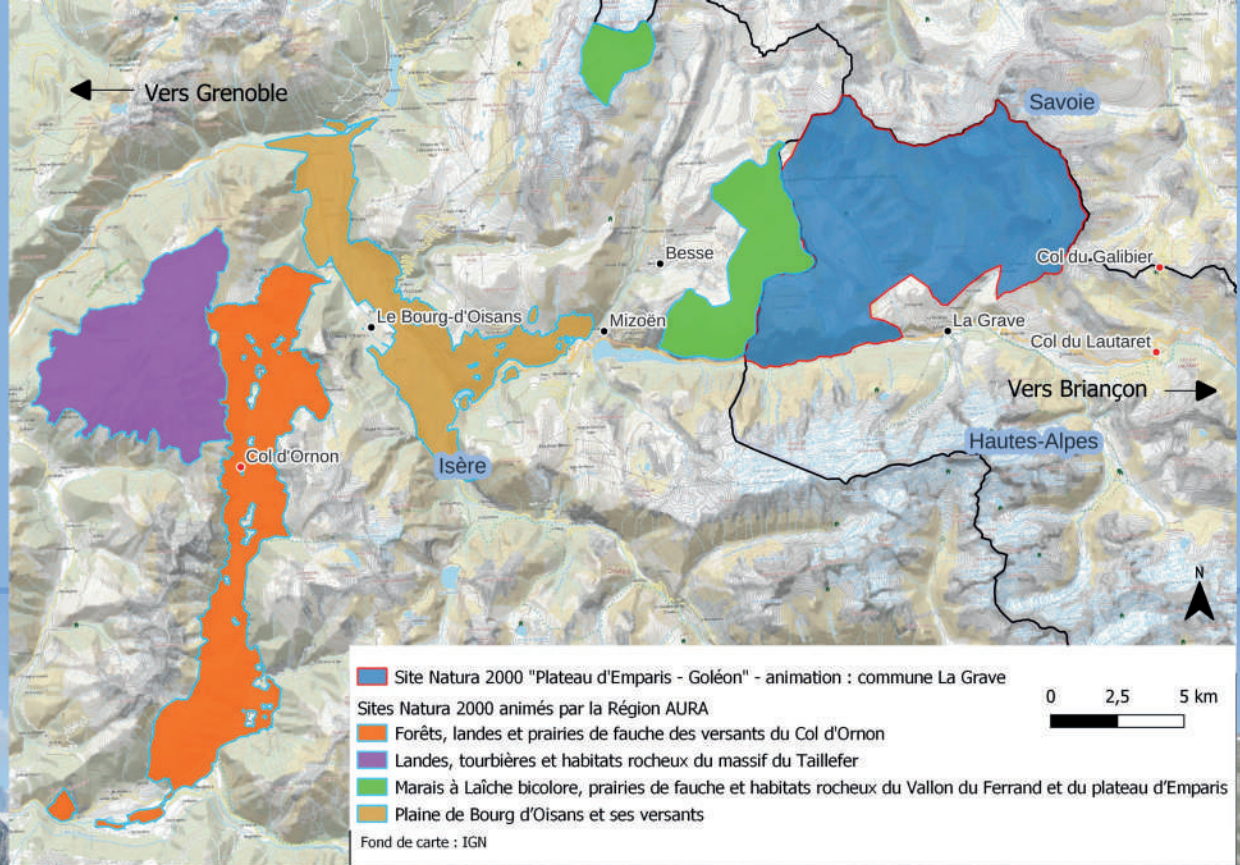 Vers Grenoble
Savoie
Besse
Col du Galibier
Le Bourg-d'Oisans
Mizoën
La Grave
Col du Lautaret
Vers Briançon
Hautes-Alpes
Col d'Ornon
Isère
N
Site Natura 2000 "Plateau d'Emparis - Goléon" - animation : commune La Grave
Sites Natura 2000 animés par la Région AURA
Forêts, landes et prairies de fauche des versants du Col d'Ornon
Landes, tourbières et habitats rocheux du massif du Taillefer
Marais à Laîche bicolore, prairies de fauche et habitats rocheux du Vallon du Ferrand et du plateau d'Emparis
Plaine de Bourg d'Oisans et ses versants
Fond de carte : IGN
0 2,5 5 km